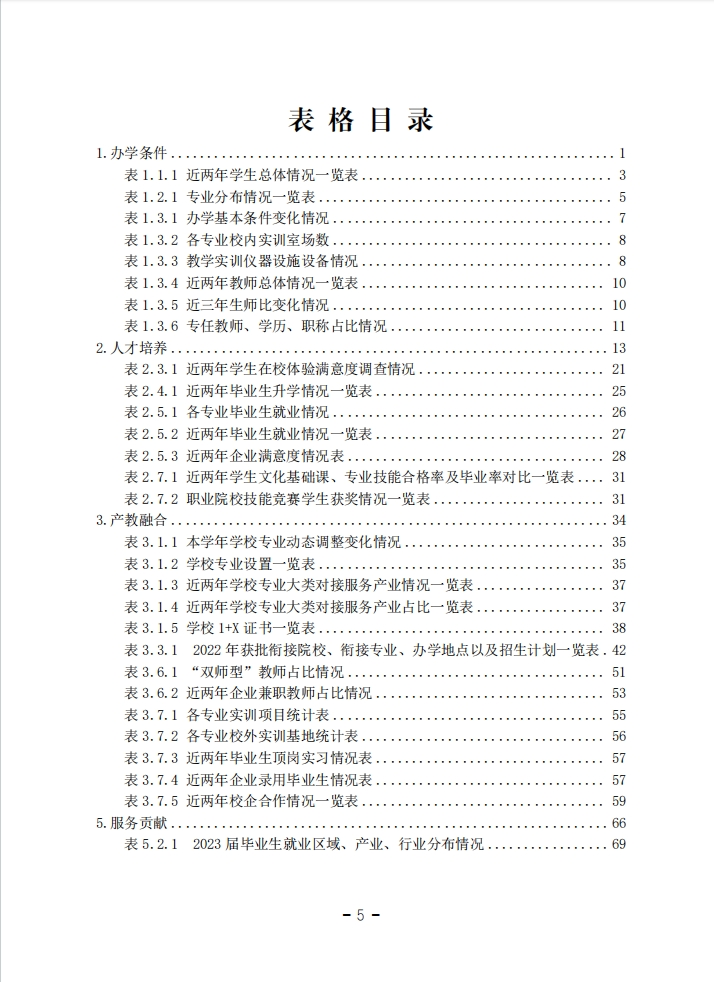 表 格 目 录
1.办学条件................................................................ 1
表 1.1.1 近两年学生总体情况一览表................................... 3
表 1.2.1 专业分布情况一览表......................................... 5
表 1.3.1 办学基本条件变化情况....................................... 7
表 1.3.2 各专业校内实训室场数....................................... 8
表 1.3.3 教学实训仪器设施设备情况................................... 8
表 1.3.4 近两年教师总体情况一览表.................................. 10
表 1.3.5 近三年生师比变化情况...................................... 10
表 1.3.6 专任教师、学历、职称占比情况.............................. 11
2.人才培养............................................................... 13
表 2.3.1 近两年学生在校体验满意度调查情况.......................... 21
表 2.4.1 近两年毕业生升学情况一览表................................ 25
表 2.5.1 各专业毕业生就业情况...................................... 26
表 2.5.2 近两年毕业生就业情况一览表................................ 27
表 2.5.3 近两年企业满意度情况表.................................... 28
表 2.7.1 近两年学生文化基础课、专业技能合格率及毕业率对比一览表.... 31
表 2.7.2 职业院校技能竞赛学生获奖情况一览表........................ 31
3.产教融合............................................................... 34
表 3.1.1 本学年学校专业动态调整变化情况............................ 35
表 3.1.2 学校专业设置一览表........................................ 35
表 3.1.3 近两年学校专业大类对接服务产业情况一览表.................. 37
表 3.1.4 近两年学校专业大类对接服务产业占比一览表.................. 37
表 3.1.5 学校 1+X 证书一览表....................................... 38
表 3.3.1 2022 年获批衔接院校、衔接专业、办学地点以及招生计划一览表. 42
表 3.6.1 “双师型”教师占比情况.................................... 51
表 3.6.2 近两年企业兼职教师占比情况................................ 53
表 3.7.1 各专业实训项目统计表...................................... 55
表 3.7.2 各专业校外实训基地统计表.................................. 56
表 3.7.3 近两年毕业生顶岗实习情况表................................ 57
表 3.7.4 近两年企业录用毕业生情况表................................ 57
表 3.7.5 近两年校企合作情况一览表.................................. 59
5.服务贡献............................................................... 66
表 5.2.1 2023 届毕业生就业区域、产业、行业分布情况................. 69
- 5 -